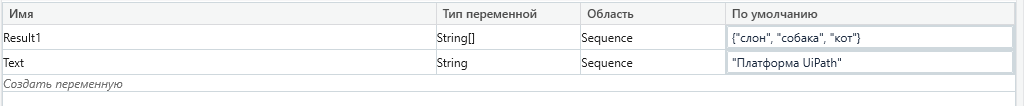 Имя Тип переменной Область По умолчанию
Result1 String[] Sequence {"слон", "собака", "кот"}
Text String Sequence "Платформа UiPath"
Создать переменную